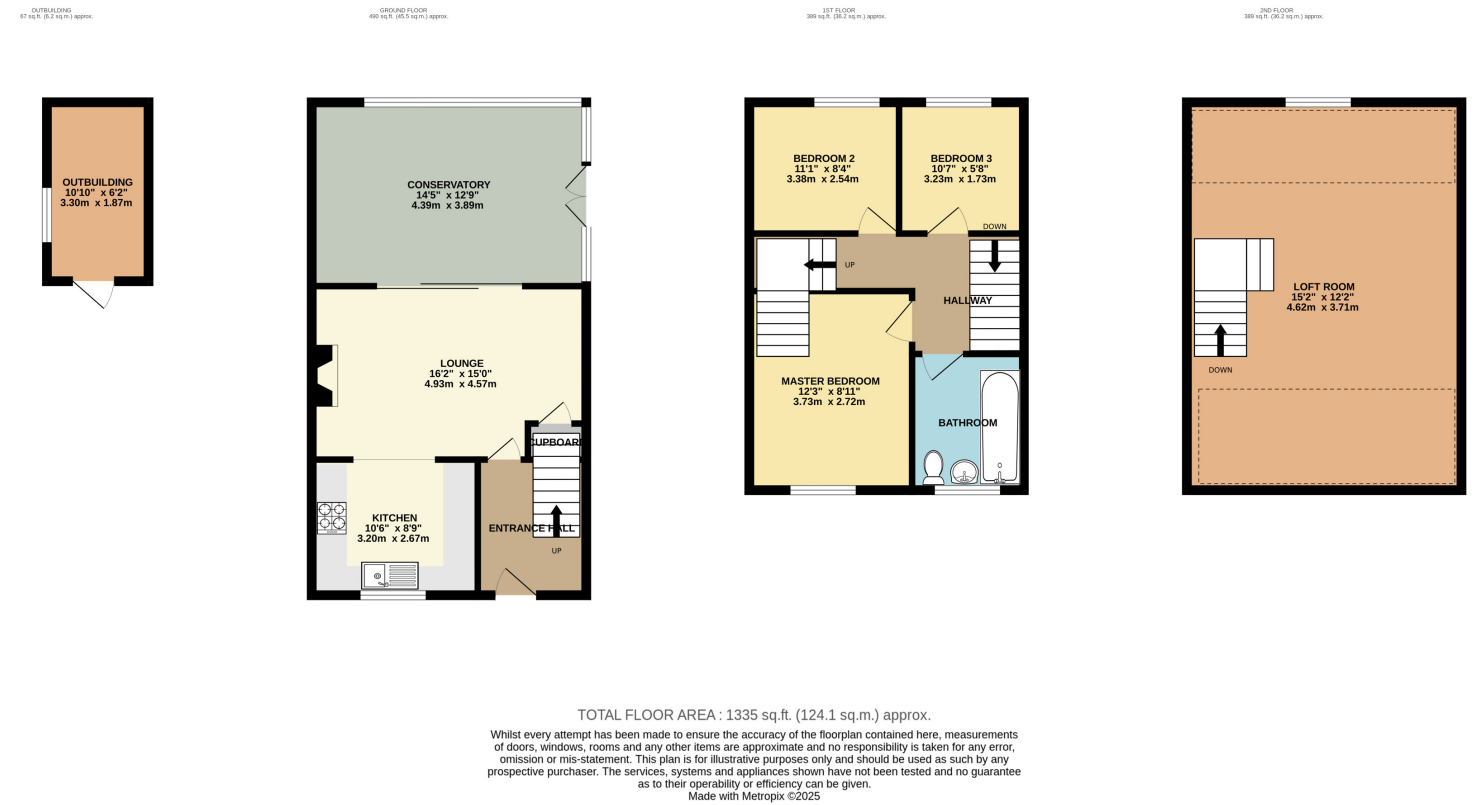 OUTBUILDING
67 sq.ft. (6.2 sq.m.) approx.
GROUND FLOOR
490 sq.ft. (45.5 sq.m.) approx.
1ST FLOOR
389 sq.ft. (36.2 sq.m.) approx.
2ND FLOOR
389 sq.ft. (36.2 sq.m.) approx.
OUTBUILDING
10'10" x 6'2"
3.30m x 1.87m
CONSERVATORY
14'5" x 12'9"
4.39m x 3.89m
LOUNGE
16'2" x 15'0"
4.93m x 4.57m
CUPBOARD
KITCHEN
10'6" x 8'9"
3.20m x 2.67m
ENTRANCE HALL
UP
BEDROOM 2
11'1" x 8'4"
3.38m x 2.54m
BEDROOM 3
10'7" x 5'8"
3.23m x 1.73m
DOWN
UP
HALLWAY
MASTER BEDROOM
12'3" x 8'11"
3.73m x 2.72m
BATHROOM
LOFT ROOM
15'2" x 12'2"
4.62m x 3.71m
DOWN
TOTAL FLOOR AREA : 1335 sq.ft. (124.1 sq.m.) approx.
Whilst every attempt has been made to ensure the accuracy of the floorplan contained here, measurements
of doors, windows, rooms and any other items are approximate and no responsibility is taken for any error,
omission or mis-statement. This plan is for illustrative purposes only and should be used as such by any
prospective purchaser. The services, systems and appliances shown have not been tested and no guarantee
as to their operability or efficiency can be given.
Made with Metropix ©2025